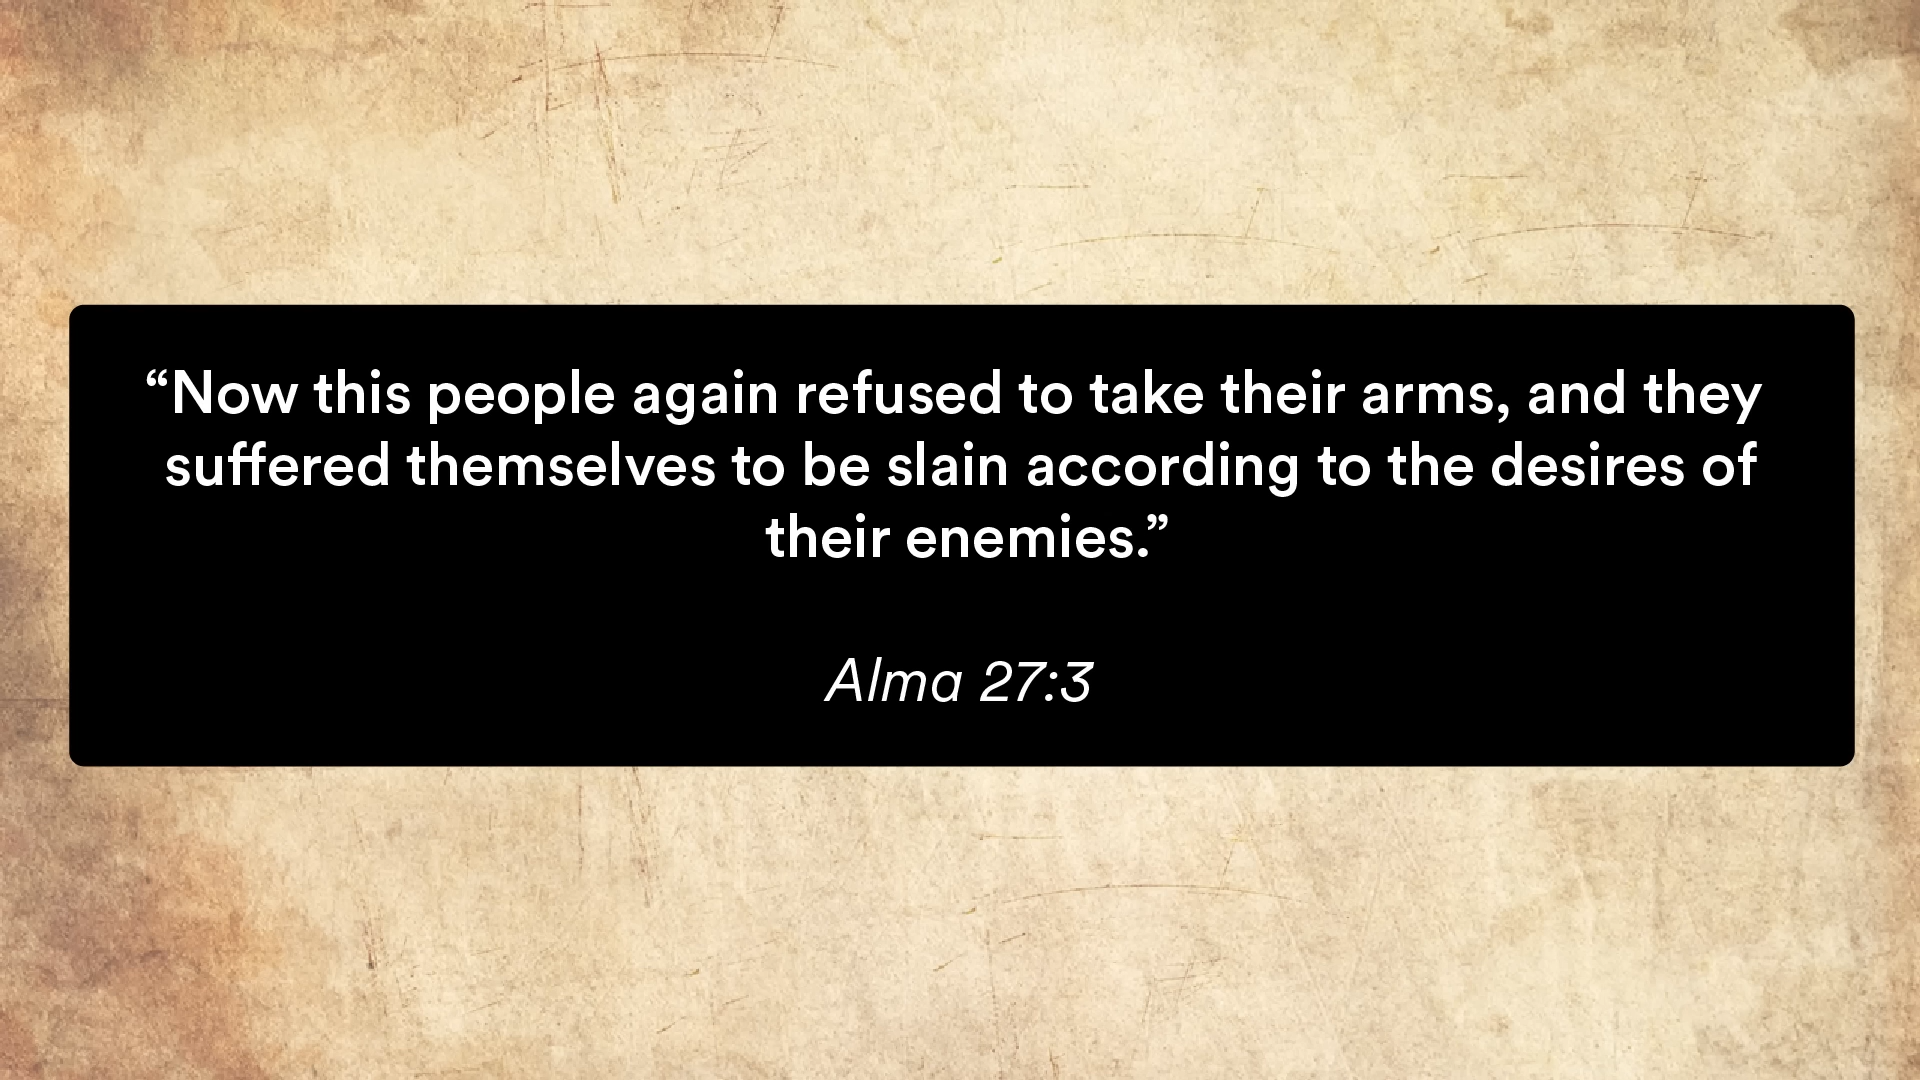 “Now this people again refused to take their arms, and they
suffered themselves to be slain according to the desires of
their enemies.”
Alma 27:3